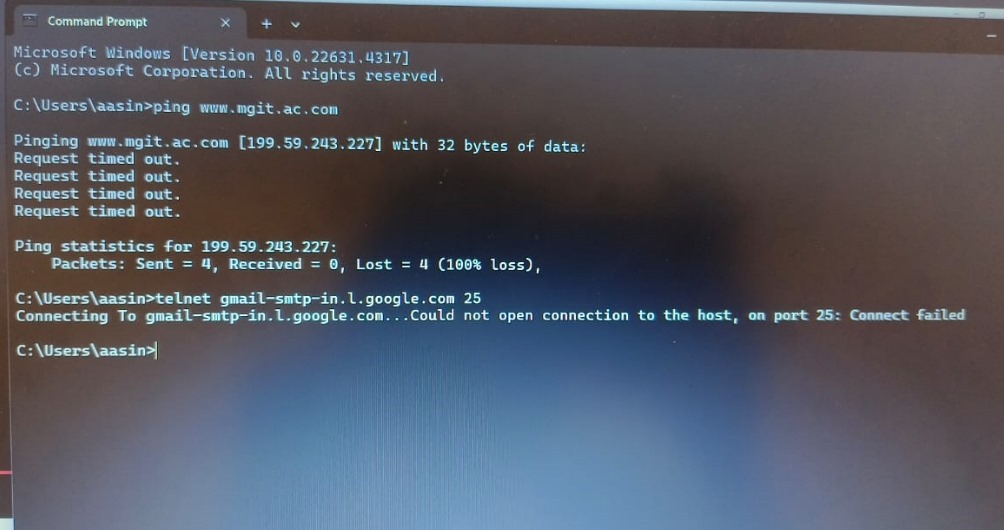 Command Prompt
Microsoft Windows [Version 10.0.22631.4317]
(c) Microsoft Corporation. All rights reserved.
C:\Users\aasin>ping www.mgit.ac.com
Pinging www.mgit.ac.com [199.59.243.227] with 32 bytes of data:
Request timed out.
Request timed out.
Request timed out.
Request timed out.
Ping statistics for 199.59.243.227:
Packets: Sent = 4, Received = 0, Lost = 4 (100% loss),
C:\Users\aasin>telnet gmail-smtp-in.l.google.com 25
Connecting To gmail-smtp-in.l.google.com...Could not open connection to the host, on port 25: Connect failed
C:\Users\aasin>